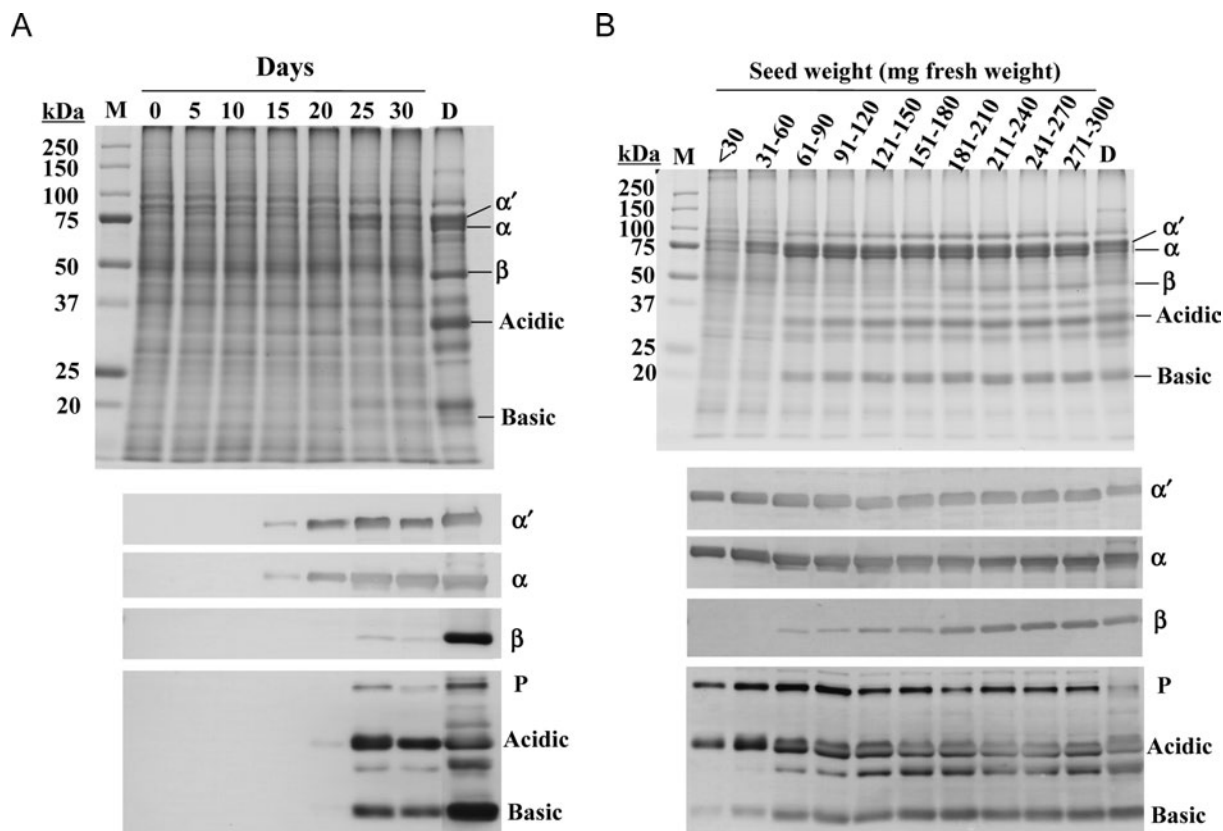 A
Days
kDa M 0 5 10 15 20 25 30 D
250
150
100
75
50
37
25
20
α′
α
β
Acidic
Basic
α′
α
β
P
Acidic
Basic
B
Seed weight (mg fresh weight)
kDa M <30 31-60 61-90 91-120 121-150 151-180 181-210 211-240 241-270 271-300 D
250
150
100
75
50
37
25
20
α′
α
β
Acidic
Basic
α′
α
β
P
Acidic
Basic